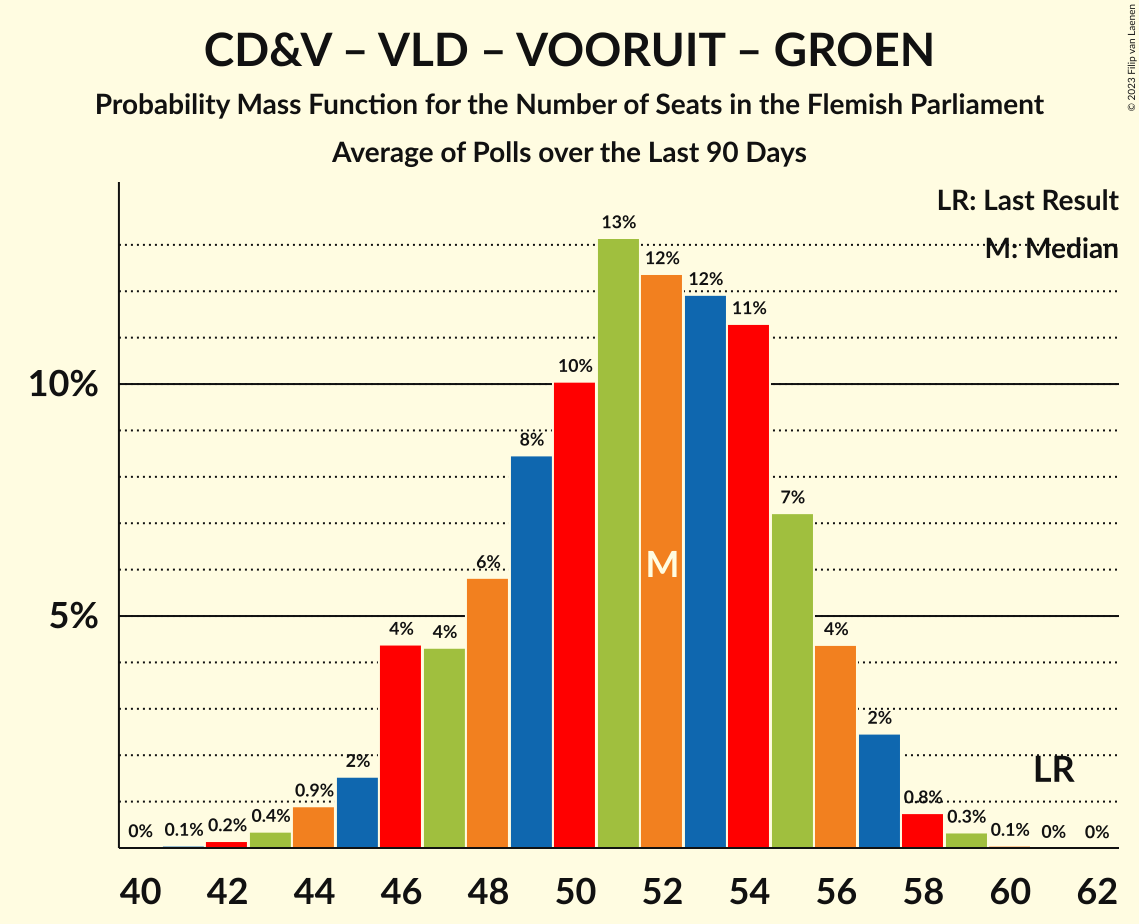 CD&V – VLD – VOORUIT – GROEN
Probability Mass Function for the Number of Seats in the Flemish Parliament
Average of Polls over the Last 90 Days
© 2023 Filip van Laenen
LR: Last Result
M: Median
10%
5%
0%
0.1%
0.2%
0.4%
0.9%
2%
4%
4%
6%
8%
10%
13%
12%
12%
11%
7%
4%
2%
0.8%
0.3%
0.1%
0%
0%
M
LR
40 42 44 46 48 50 52 54 56 58 60 62